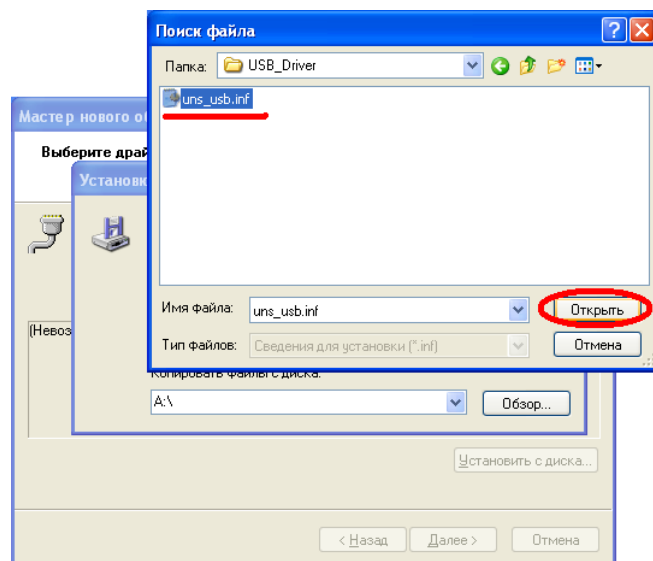 Поиск файла
Папка: USB_Driver
uns_usb.inf
Мастер нового о
Выберите драй
Установк
Имя файла: uns_usb.inf Открыть
(Невоз
Тип файлов: Сведения для установки (*.inf) Отмена
Копировать файлы с диска:
A:\ Обзор...
Установить с диска...
< Назад Далее > Отмена